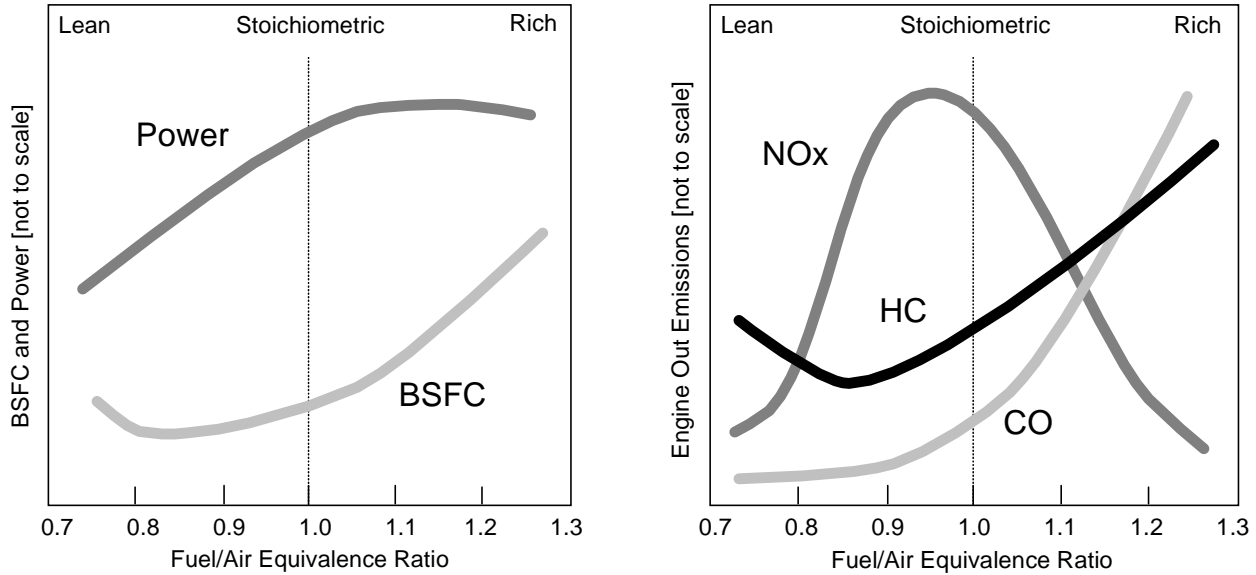 Lean Stoichiometric Rich
Power
BSFC
BSFC and Power [not to scale]
0.7 0.8 0.9 1.0 1.1 1.2 1.3
Fuel/Air Equivalence Ratio
Lean Stoichiometric Rich
NOx
HC
CO
Engine Out Emissions [not to scale]
0.7 0.8 0.9 1.0 1.1 1.2 1.3
Fuel/Air Equivalence Ratio